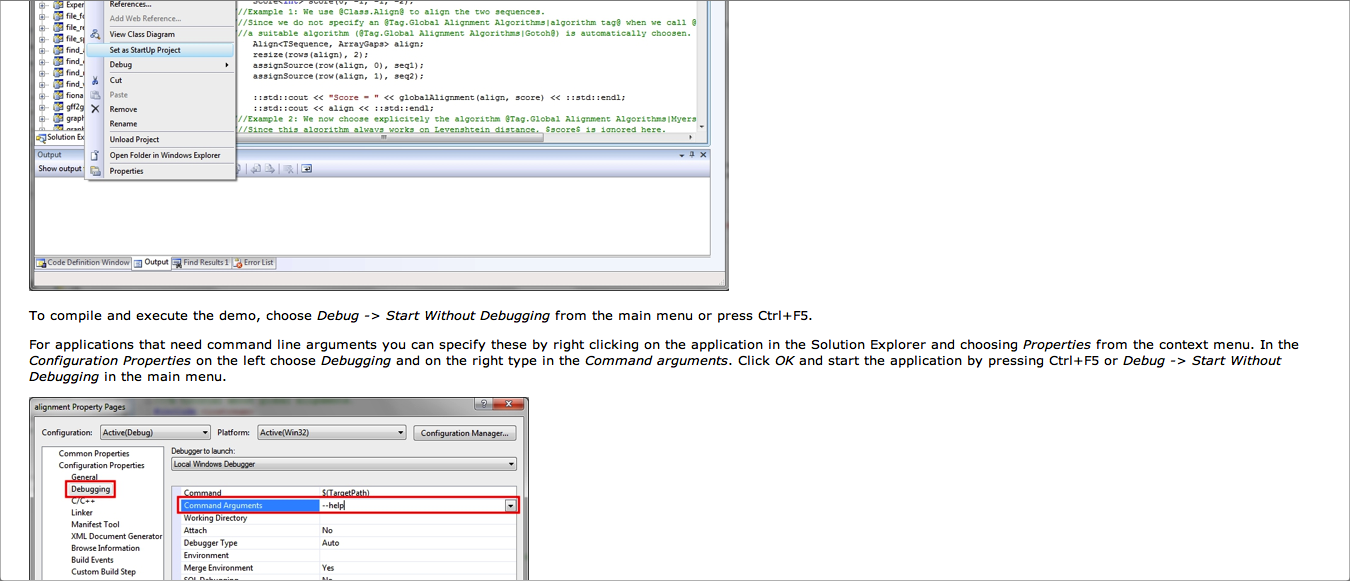 References...
Add Web Reference...
View Class Diagram
Set as StartUp Project
Debug
Cut
Paste
Remove
Rename
Unload Project
Open Folder in Windows Explorer
Properties
Exper
file_fo
file_re
file_sp
find_
find_
find_
find_
fiona
gff2g
graph
Solution Ex
//Example 1: We use @Class.Align@ to align the two sequences.
//Since we do not specify an @Tag.Global Alignment Algorithms|algorithm tag@ when we call @
//a suitable algorithm (@Tag.Global Alignment Algorithms|Gotoh@) is automatically choosen.
Align<TSequence, ArrayGaps> align;
resize(rows(align), 2);
assignSource(row(align, 0), seq1);
assignSource(row(align, 1), seq2);
::std::cout << "Score = " << globalAlignment(align, score) << ::std::endl;
::std::cout << align << ::std::endl;
//Example 2: We now choose explicitely the algorithm @Tag.Global Alignment Algorithms|Myers
//Since this algorithm always works on Levenshtein distance, $score$ is ignored here.
Output
Show output
Code Definition Window Output Find Results 1 Error List
To compile and execute the demo, choose Debug -> Start Without Debugging from the main menu or press Ctrl+F5.
For applications that need command line arguments you can specify these by right clicking on the application in the Solution Explorer and choosing Properties from the context menu. In the
Configuration Properties on the left choose Debugging and on the right type in the Command arguments. Click OK and start the application by pressing Ctrl+F5 or Debug -> Start Without
Debugging in the main menu.
alignment Property Pages
Configuration: Active(Debug) Platform: Active(Win32) Configuration Manager...
Common Properties
Configuration Properties
General
Debugging
C/C++
Linker
Manifest Tool
XML Document Generator
Browse Information
Build Events
Custom Build Step
Debugger to launch:
Local Windows Debugger
Command $(TargetPath)
Command Arguments --help
Working Directory
Attach No
Debugger Type Auto
Environment
Merge Environment Yes
SQL Debugging No